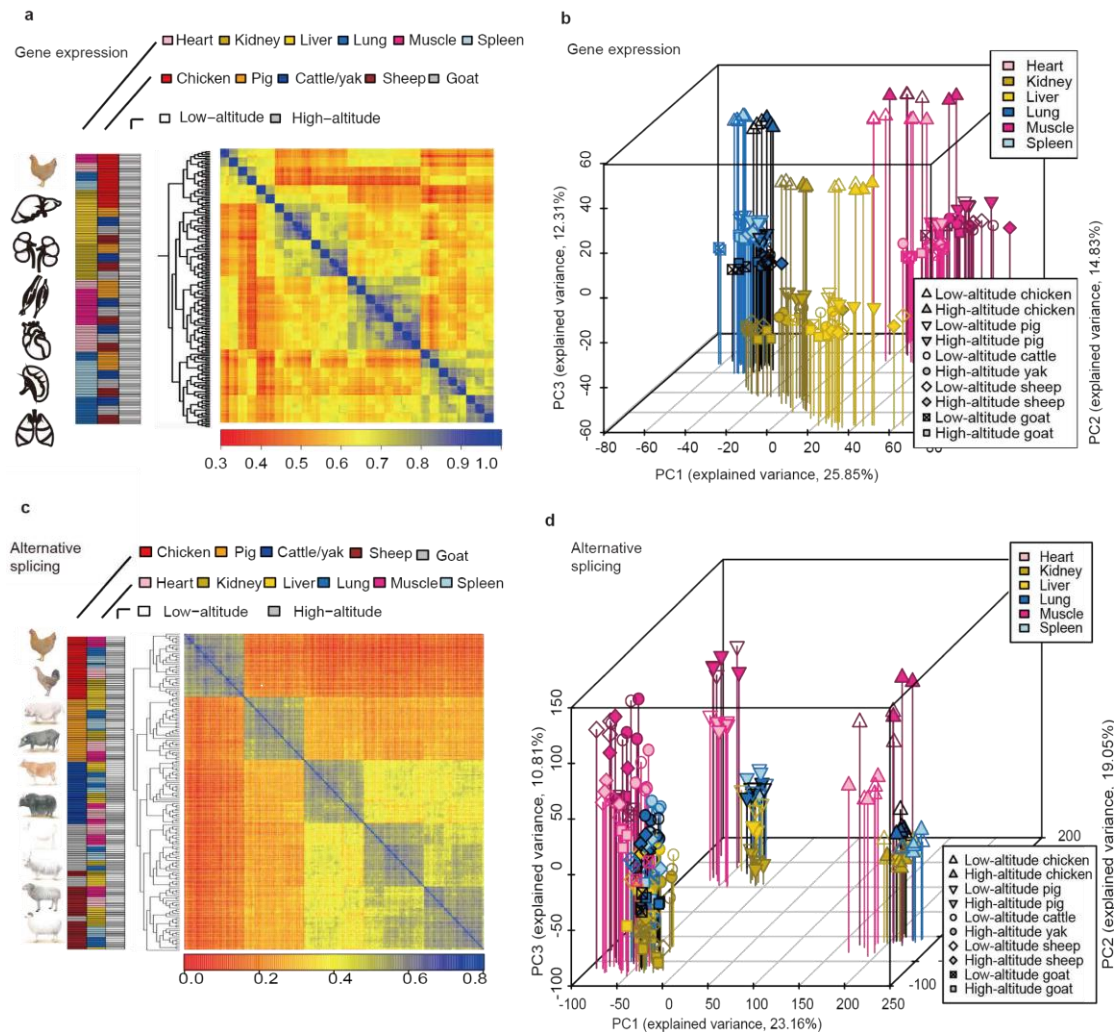 a
Gene expression
Heart Kidney Liver Lung Muscle Spleen
Chicken Pig Cattle/yak Sheep Goat
Low−altitude High−altitude
0.3 0.4 0.5 0.6 0.7 0.8 0.9 1.0
b
Gene expression
Heart
Kidney
Liver
Lung
Muscle
Spleen
PC3 (explained variance, 12.31%)
60
40
20
0
-20
-40
-60
-80 -60 -40 -20 0 20 40 60
PC1 (explained variance, 25.85%)
PC2 (explained variance, 14.83%)
Low-altitude chicken
High-altitude chicken
Low-altitude pig
High-altitude pig
Low-altitude cattle
High-altitude yak
Low-altitude sheep
High-altitude sheep
Low-altitude goat
High-altitude goat
c
Alternative
splicing
Chicken Pig Cattle/yak Sheep Goat
Heart Kidney Liver Lung Muscle Spleen
Low−altitude High−altitude
0.0 0.2 0.4 0.6 0.8
d
Alternative
splicing
Heart
Kidney
Liver
Lung
Muscle
Spleen
PC3 (explained variance, 10.81%)
150
100
50
0
-50
-100
-100 -50 0 50 100 150 200 250
PC1 (explained variance, 23.16%)
200
-100
PC2 (explained variance, 19.05%)
Low-altitude chicken
High-altitude chicken
Low-altitude pig
High-altitude pig
Low-altitude cattle
High-altitude yak
Low-altitude sheep
High-altitude sheep
Low-altitude goat
High-altitude goat